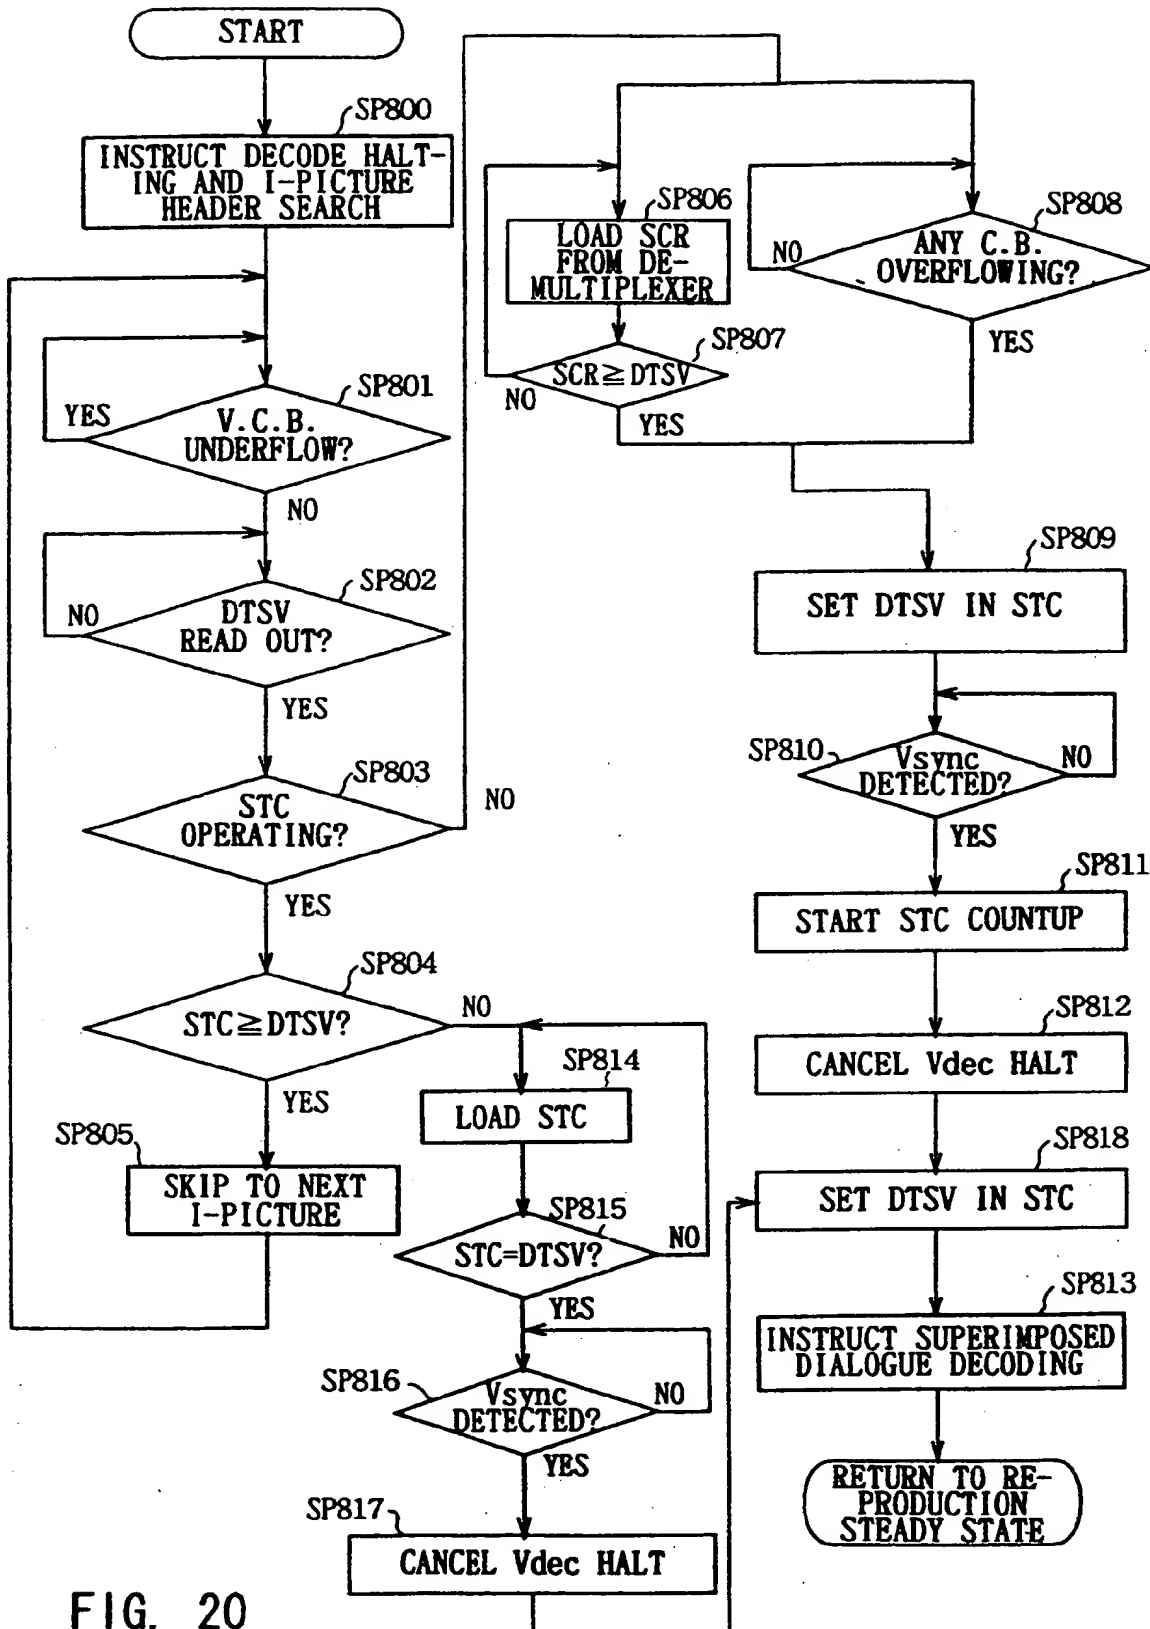 START
SP800
INSTRUCT DECODE HALT-
ING AND I-PICTURE
HEADER SEARCH
SP801
YES
V.C.B.
UNDERFLOW?
NO
SP802
NO
DTSV
READ OUT?
YES
SP803
STC
OPERATING?
NO
YES
SP804
STC≧DTSV?
NO
YES
SP805
SKIP TO NEXT
I-PICTURE
SP806
LOAD SCR
FROM DE-
MULTIPLEXER
SP807
SCR≧DTSV
NO
YES
SP808
ANY C.B.
OVERFLOWING?
NO
YES
SP809
SET DTSV IN STC
SP810
Vsync
DETECTED?
NO
YES
SP811
START STC COUNTUP
SP812
CANCEL Vdec HALT
SP818
SET DTSV IN STC
SP813
INSTRUCT SUPERIMPOSED
DIALOGUE DECODING
RETURN TO RE-
PRODUCTION
STEADY STATE
SP814
LOAD STC
SP815
STC=DTSV?
NO
YES
SP816
Vsync
DETECTED?
NO
YES
SP817
CANCEL Vdec HALT
FIG. 20